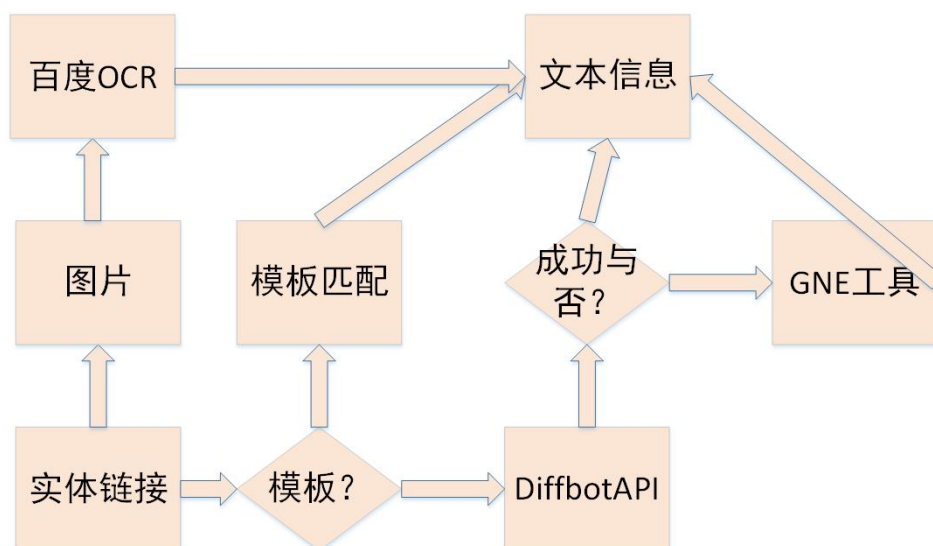 百度OCR
文本信息
图片
模板匹配
成功与
否？
GNE工具
实体链接
模板？
DiffbotAPI